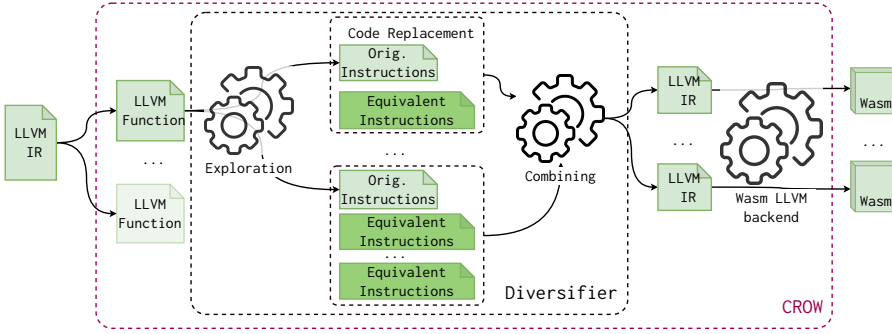 LLVM
IR
LLVM
Function
...
LLVM
Function
Exploration
Code Replacement
Orig.
Instructions
Equivalent
Instructions
...
Orig.
Instructions
Equivalent
Instructions
...
Equivalent
Instructions
Combining
Diversifier
LLVM
IR
...
LLVM
IR
Wasm LLVM
backend
Wasm
...
Wasm
CROW